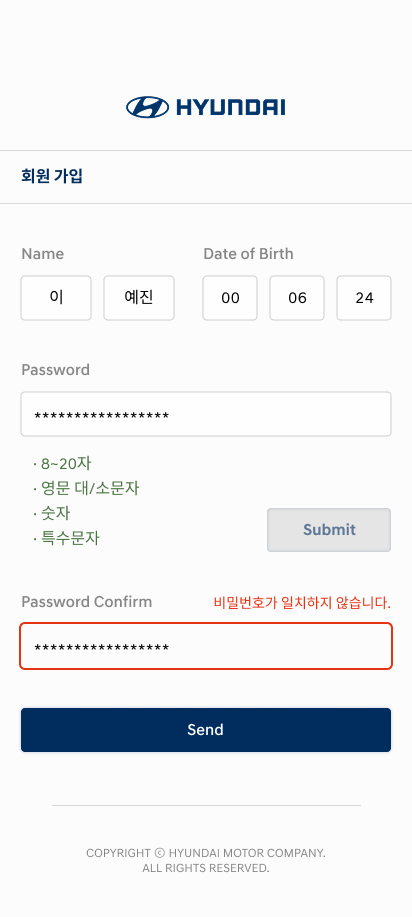 HYUNDAI
회원 가입
Name Date of Birth
이 예진 00 06 24
Password
*****************
· 8~20자
· 영문 대/소문자
· 숫자
· 특수문자
Submit
Password Confirm 비밀번호가 일치하지 않습니다.
*****************
Send
COPYRIGHT ⓒ HYUNDAI MOTOR COMPANY.
ALL RIGHTS RESERVED.